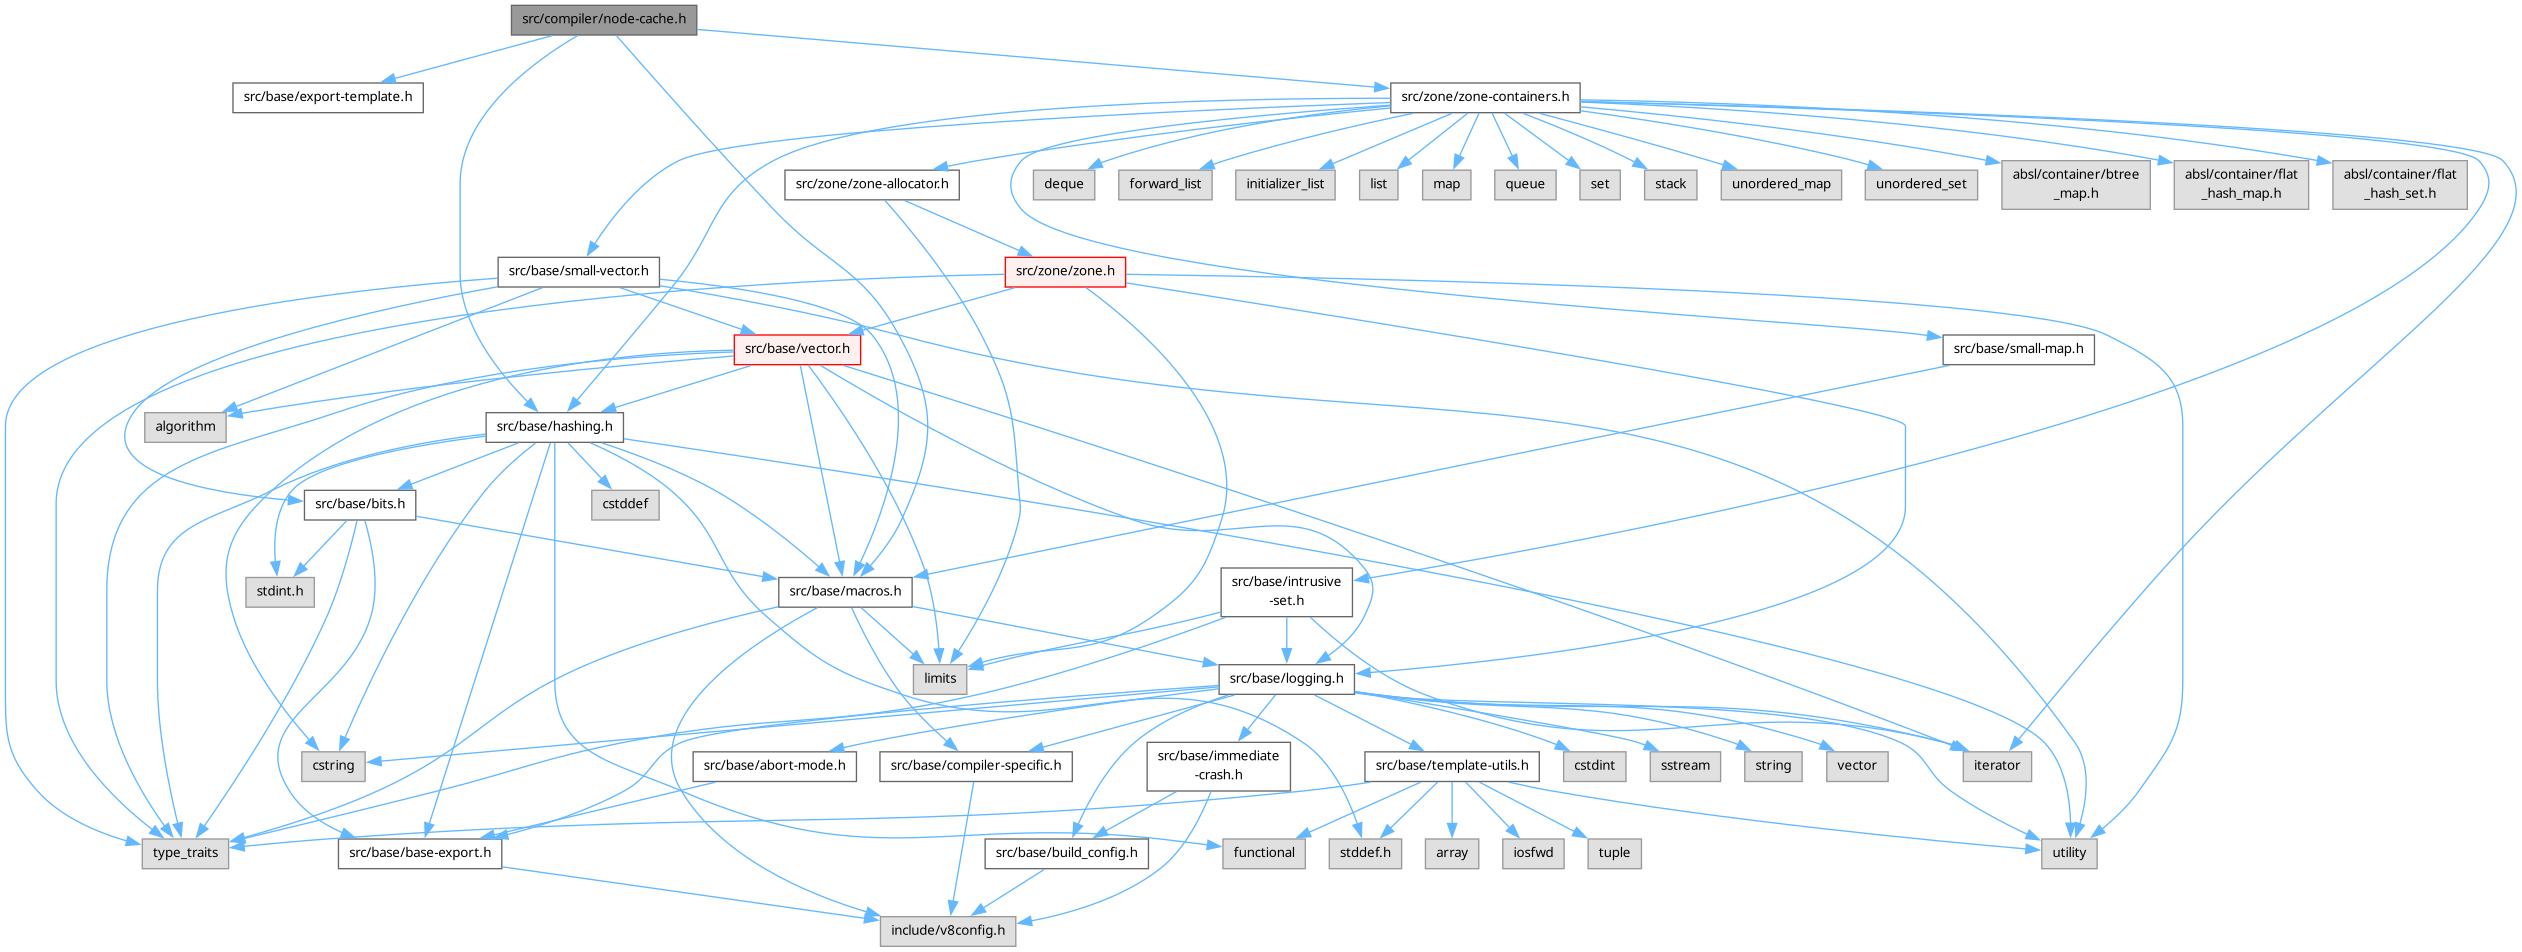 src/compiler/node-cache.h
src/base/export-template.h
src/zone/zone-containers.h
src/zone/zone-allocator.h
deque
forward_list
initializer_list
list
map
queue
set
stack
unordered_map
unordered_set
absl/container/btree
_map.h
absl/container/flat
_hash_map.h
absl/container/flat
_hash_set.h
src/base/small-vector.h
src/zone/zone.h
src/base/vector.h
src/base/small-map.h
algorithm
src/base/hashing.h
src/base/bits.h
cstddef
stdint.h
src/base/macros.h
src/base/intrusive
-set.h
limits
src/base/logging.h
cstring
src/base/abort-mode.h
src/base/compiler-specific.h
src/base/immediate
-crash.h
src/base/template-utils.h
cstdint
sstream
string
vector
iterator
type_traits
src/base/base-export.h
src/base/build_config.h
functional
stddef.h
array
iosfwd
tuple
utility
include/v8config.h